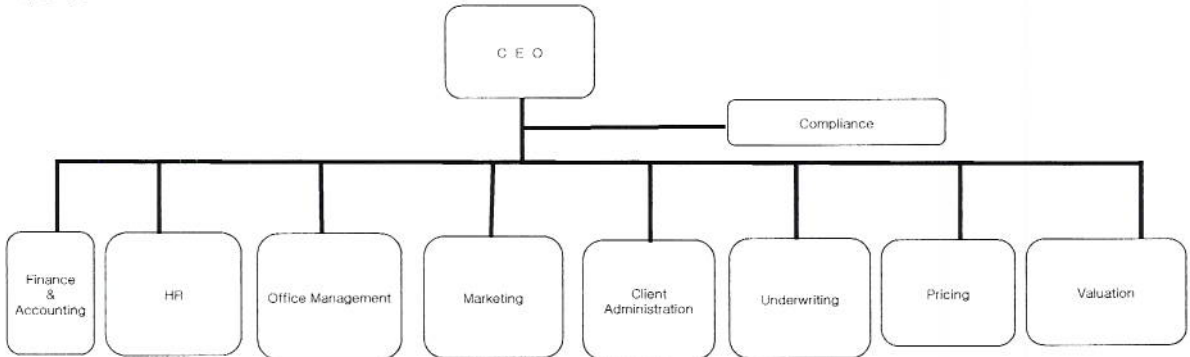 C E O
Compliance
Finance
&
Accounting
HR
Office Management
Marketing
Client
Administration
Underwriting
Pricing
Valuation